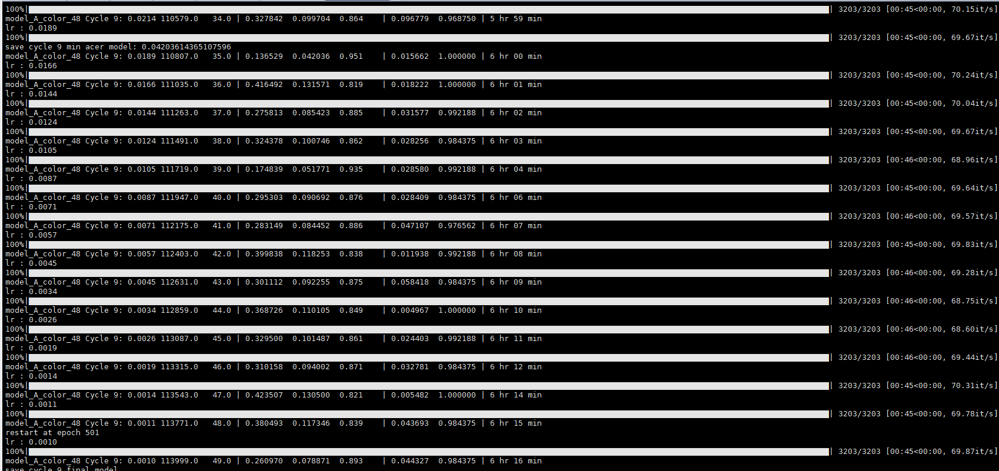 100%| | 3203/3203 [00:45<00:00, 70.15it/s]
model_A_color_48 Cycle 9: 0.0214 110579.0   34.0 | 0.327842  0.099704  0.864    | 0.096779  0.968750 | 5 hr 59 min
lr : 0.0189
100%| | 3203/3203 [00:45<00:00, 69.67it/s]
save cycle 9 min acer model: 0.04203614365107596
model_A_color_48 Cycle 9: 0.0189 110807.0   35.0 | 0.136529  0.042036  0.951    | 0.015662  1.000000 | 6 hr 00 min
lr : 0.0166
100%| | 3203/3203 [00:45<00:00, 70.24it/s]
model_A_color_48 Cycle 9: 0.0166 111035.0   36.0 | 0.416492  0.131571  0.819    | 0.018222  1.000000 | 6 hr 01 min
lr : 0.0144
100%| | 3203/3203 [00:45<00:00, 70.04it/s]
model_A_color_48 Cycle 9: 0.0144 111263.0   37.0 | 0.275813  0.085423  0.885    | 0.031577  0.992188 | 6 hr 02 min
lr : 0.0124
100%| | 3203/3203 [00:45<00:00, 69.67it/s]
model_A_color_48 Cycle 9: 0.0124 111491.0   38.0 | 0.324378  0.100746  0.862    | 0.028256  0.984375 | 6 hr 03 min
lr : 0.0105
100%| | 3203/3203 [00:46<00:00, 68.96it/s]
model_A_color_48 Cycle 9: 0.0105 111719.0   39.0 | 0.174839  0.051771  0.935    | 0.028580  0.992188 | 6 hr 04 min
lr : 0.0087
100%| | 3203/3203 [00:45<00:00, 69.64it/s]
model_A_color_48 Cycle 9: 0.0087 111947.0   40.0 | 0.295303  0.090692  0.876    | 0.028409  0.984375 | 6 hr 06 min
lr : 0.0071
100%| | 3203/3203 [00:46<00:00, 69.57it/s]
model_A_color_48 Cycle 9: 0.0071 112175.0   41.0 | 0.283149  0.084452  0.886    | 0.047107  0.976562 | 6 hr 07 min
lr : 0.0057
100%| | 3203/3203 [00:45<00:00, 69.83it/s]
model_A_color_48 Cycle 9: 0.0057 112403.0   42.0 | 0.399838  0.118253  0.838    | 0.011938  0.992188 | 6 hr 08 min
lr : 0.0045
100%| | 3203/3203 [00:46<00:00, 69.28it/s]
model_A_color_48 Cycle 9: 0.0045 112631.0   43.0 | 0.301112  0.092255  0.875    | 0.058418  0.984375 | 6 hr 09 min
lr : 0.0034
100%| | 3203/3203 [00:46<00:00, 68.75it/s]
model_A_color_48 Cycle 9: 0.0034 112859.0   44.0 | 0.368726  0.110105  0.849    | 0.004967  1.000000 | 6 hr 10 min
lr : 0.0026
100%| | 3203/3203 [00:46<00:00, 68.60it/s]
model_A_color_48 Cycle 9: 0.0026 113087.0   45.0 | 0.329500  0.101487  0.861    | 0.024403  0.992188 | 6 hr 11 min
lr : 0.0019
100%| | 3203/3203 [00:46<00:00, 69.44it/s]
model_A_color_48 Cycle 9: 0.0019 113315.0   46.0 | 0.310158  0.094002  0.871    | 0.032781  0.984375 | 6 hr 12 min
lr : 0.0014
100%| | 3203/3203 [00:45<00:00, 70.31it/s]
model_A_color_48 Cycle 9: 0.0014 113543.0   47.0 | 0.423507  0.130500  0.821    | 0.005482  1.000000 | 6 hr 14 min
lr : 0.0011
100%| | 3203/3203 [00:45<00:00, 69.78it/s]
model_A_color_48 Cycle 9: 0.0011 113771.0   48.0 | 0.380493  0.117346  0.839    | 0.043693  0.984375 | 6 hr 15 min
restart at epoch 501
lr : 0.0010
100%| | 3203/3203 [00:45<00:00, 69.87it/s]
model_A_color_48 Cycle 9: 0.0010 113999.0   49.0 | 0.260970  0.078871  0.893    | 0.044327  0.984375 | 6 hr 16 min
save cycle 9 final model